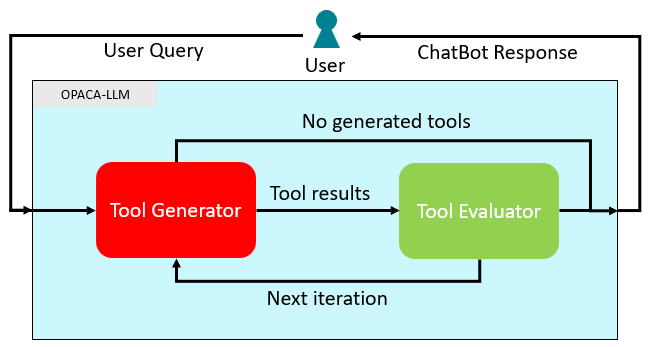 User Query
User
ChatBot Response
OPACA-LLM
No generated tools
Tool Generator
Tool results
Tool Evaluator
Next iteration